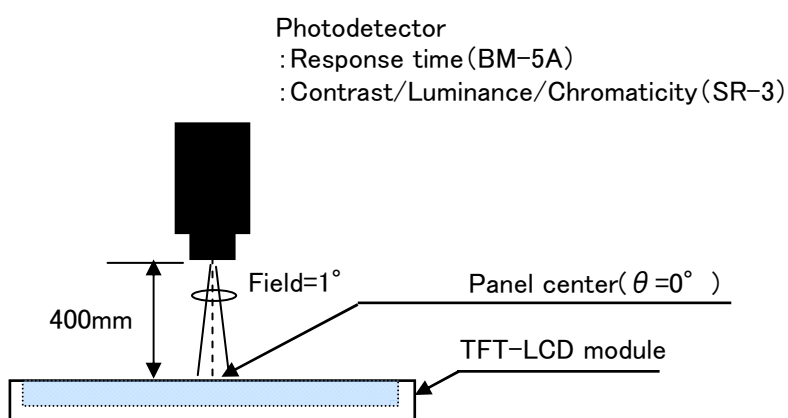 Photodetector
:Response time(BM-5A)
:Contrast/Luminance/Chromaticity(SR-3)
Field=1°
Panel center(θ=0° )
400mm
TFT-LCD module